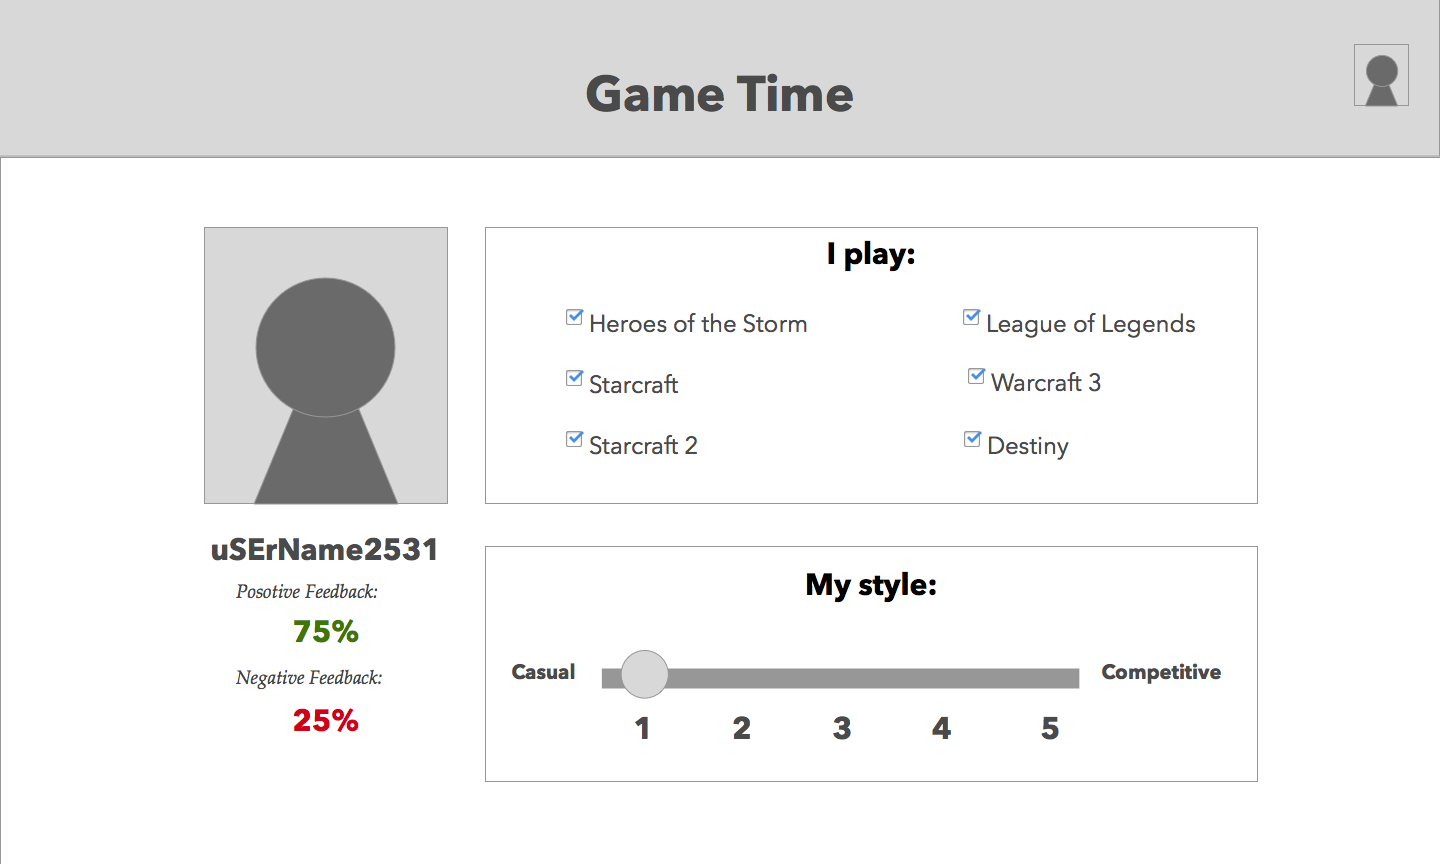 Game Time
uSErName2531
Posotive Feedback:
75%
Negative Feedback:
25%
I play:
Heroes of the Storm
League of Legends
Starcraft
Warcraft 3
Starcraft 2
Destiny
My style:
Casual
Competitive
1 2 3 4 5